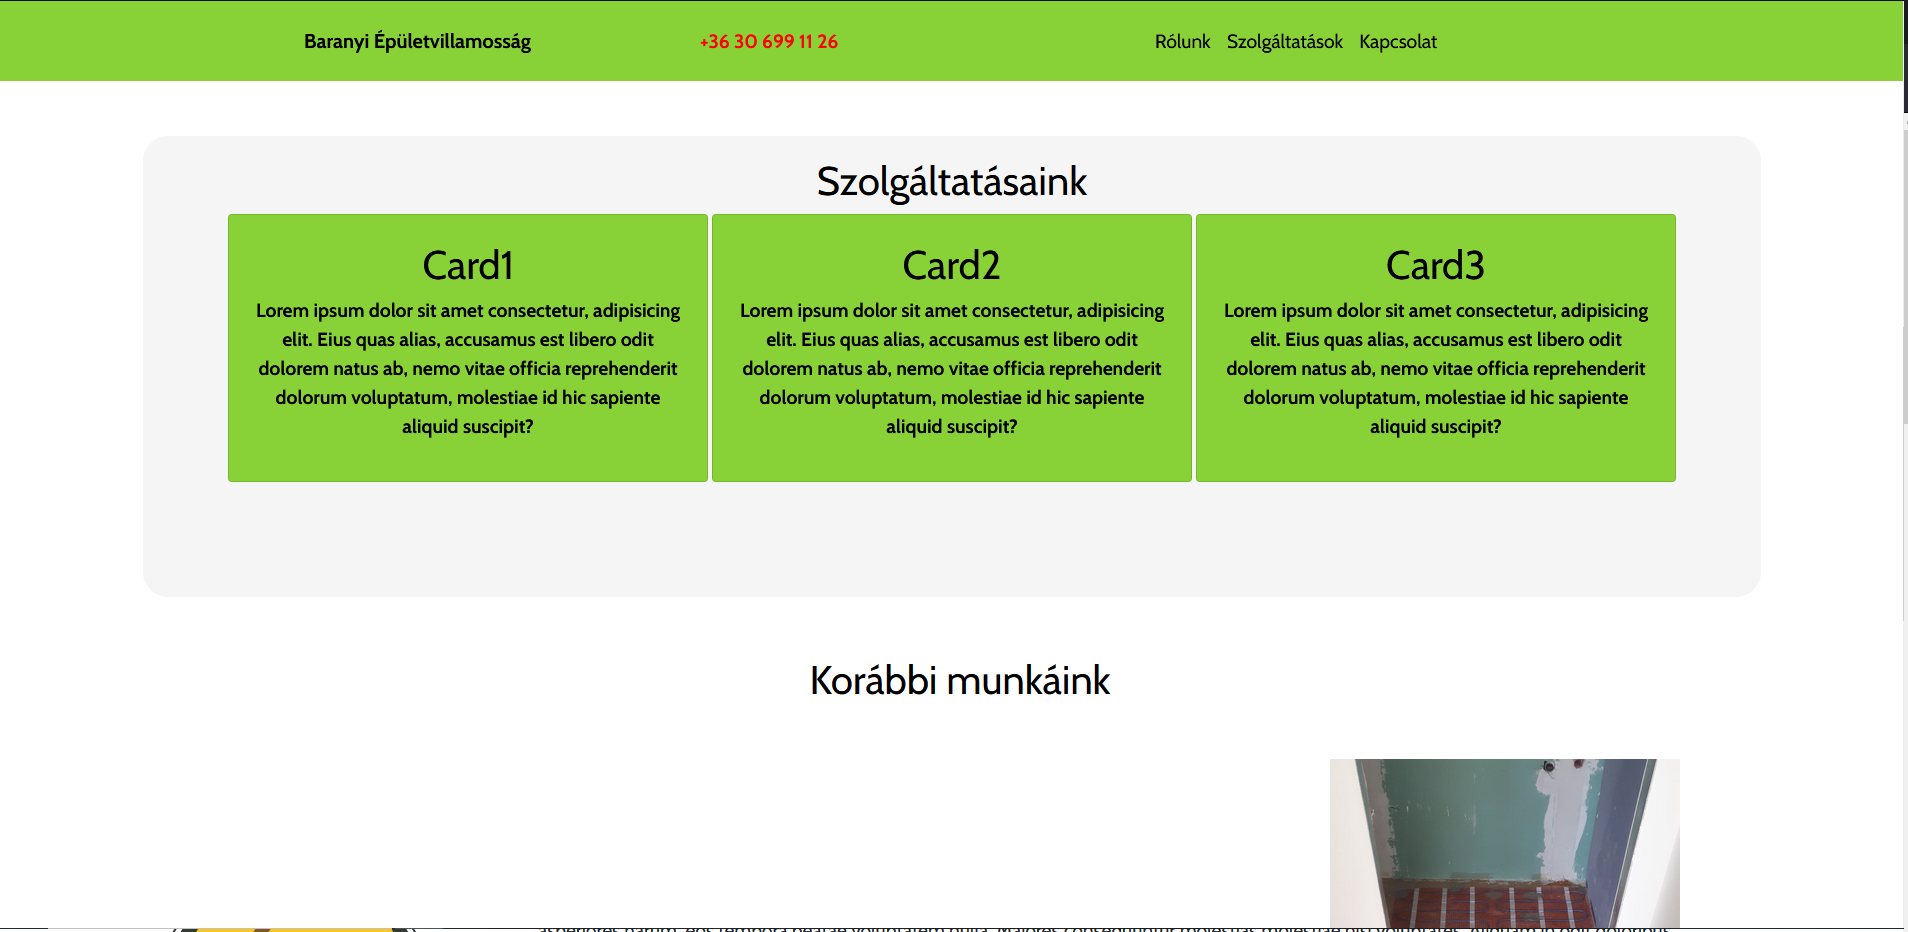 Baranyi Épületvillamosság
+36 30 699 11 26
Rólunk Szolgáltatások Kapcsolat
Szolgáltatásaink
Card1
Lorem ipsum dolor sit amet consectetur, adipisicing
elit. Eius quas alias, accusamus est libero odit
dolorem natus ab, nemo vitae officia reprehenderit
dolorum voluptatum, molestiae id hic sapiente
aliquid suscipit?
Card2
Lorem ipsum dolor sit amet consectetur, adipisicing
elit. Eius quas alias, accusamus est libero odit
dolorem natus ab, nemo vitae officia reprehenderit
dolorum voluptatum, molestiae id hic sapiente
aliquid suscipit?
Card3
Lorem ipsum dolor sit amet consectetur, adipisicing
elit. Eius quas alias, accusamus est libero odit
dolorem natus ab, nemo vitae officia reprehenderit
dolorum voluptatum, molestiae id hic sapiente
aliquid suscipit?
Korábbi munkáink